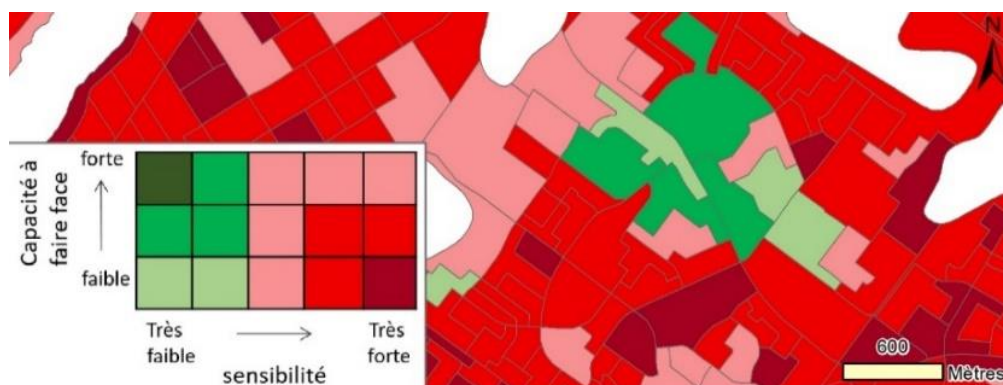 N
Capacité à
faire face
forte
faible
Très
faible
Très
forte
sensibilité
600
Mètres